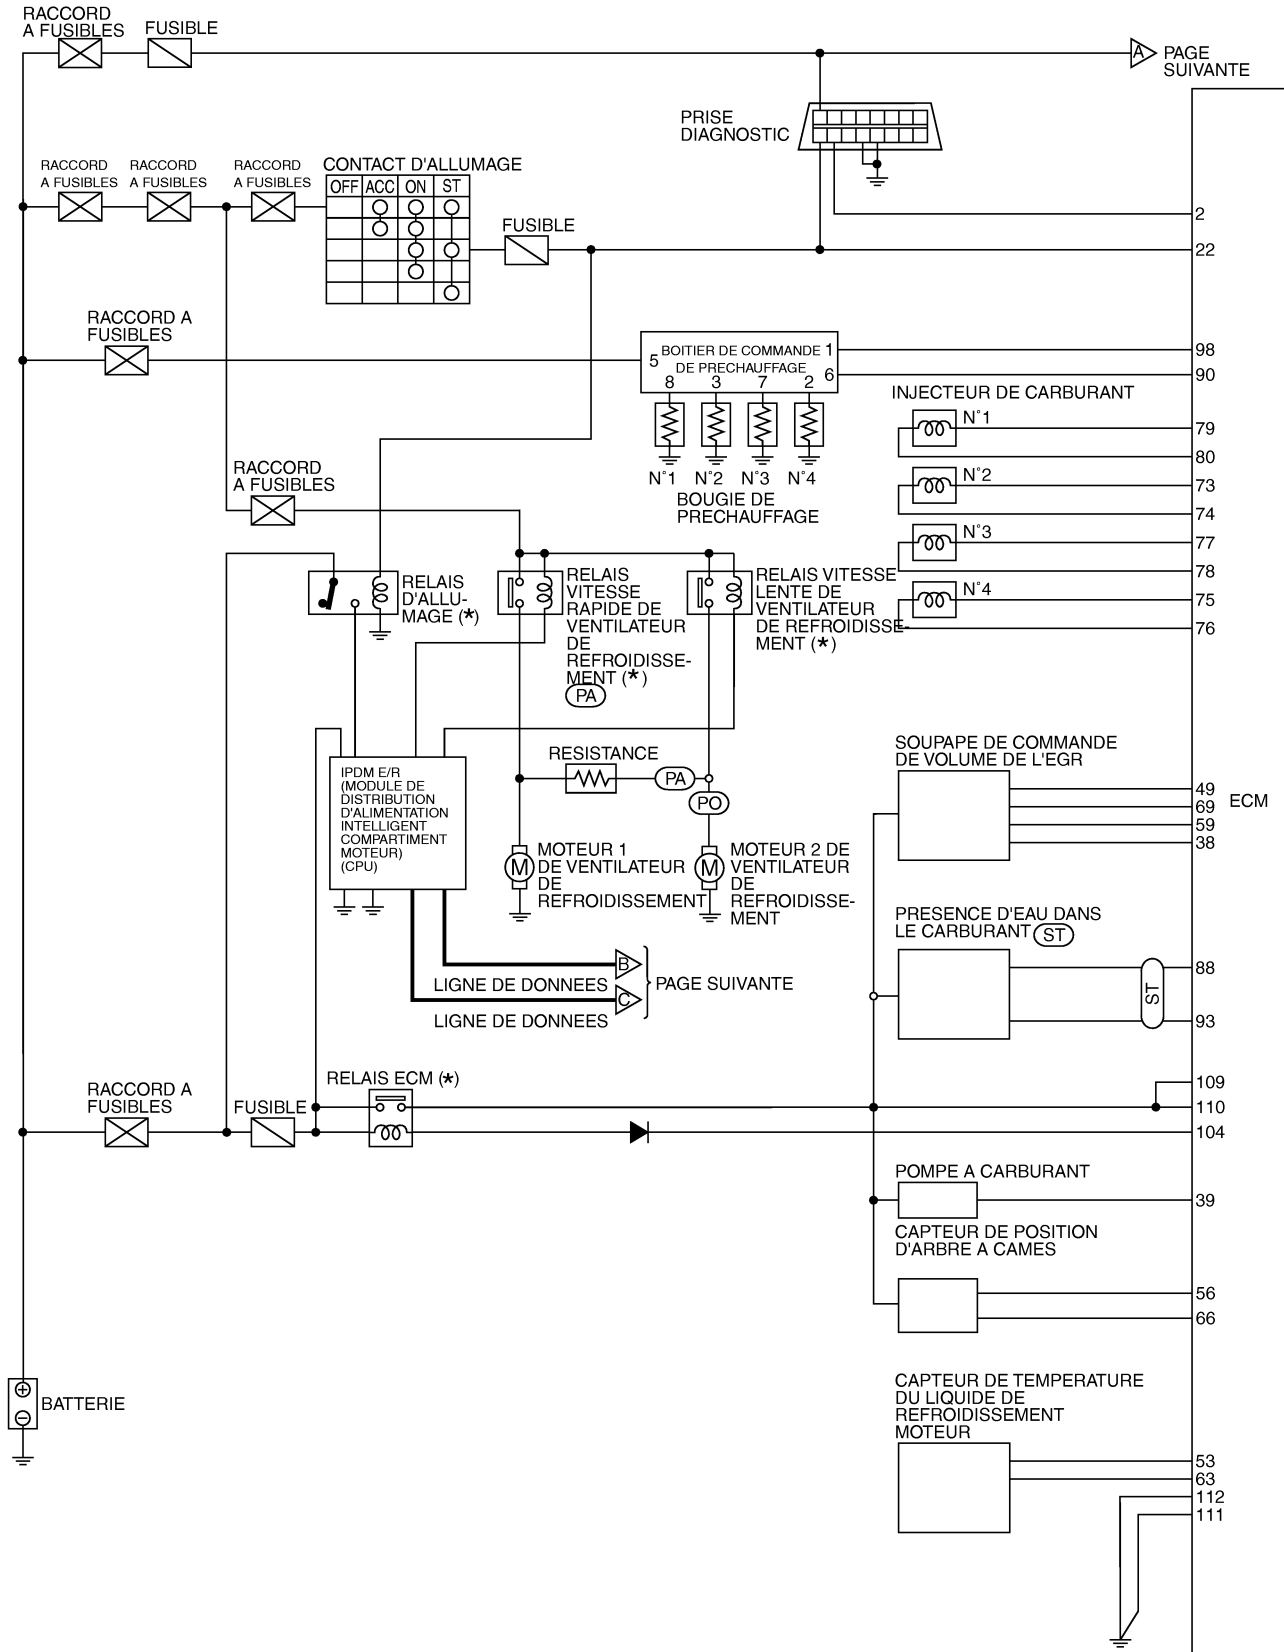 RACCORD
A FUSIBLES
FUSIBLE
A
PAGE
SUIVANTE
PRISE
DIAGNOSTIC
RACCORD
A FUSIBLES
RACCORD
A FUSIBLES
RACCORD
A FUSIBLES
CONTACT D'ALLUMAGE
OFF ACC ON ST
FUSIBLE
2
22
RACCORD A
FUSIBLES
5
BOITIER DE COMMANDE
DE PRECHAUFFAGE
1
6
8 3 7 2
98
90
N°1 N°2 N°3 N°4
BOUGIE DE
PRECHAUFFAGE
INJECTEUR DE CARBURANT
N°1
79
80
N°2
73
74
N°3
77
78
N°4
75
76
RACCORD
A FUSIBLES
RELAIS
D'ALLU-
MAGE (*)
RELAIS
VITESSE
RAPIDE DE
VENTILATEUR
DE
REFROIDISSE-
MENT (*)
PA
RELAIS VITESSE
LENTE DE
VENTILATEUR
DE REFROIDISSE-
MENT (*)
IPDM E/R
(MODULE DE
DISTRIBUTION
D'ALIMENTATION
INTELLIGENT
COMPARTIMENT
MOTEUR)
(CPU)
RESISTANCE
PA
PO
M
MOTEUR 1
DE VENTILATEUR
DE
REFROIDISSEMENT
M
MOTEUR 2 DE
VENTILATEUR
DE
REFROIDISSE-
MENT
SOUPAPE DE COMMANDE
DE VOLUME DE L'EGR
49
69
59
38
ECM
PRESENCE D'EAU DANS
LE CARBURANT ST
ST
88
93
B
LIGNE DE DONNEES
C
LIGNE DE DONNEES
PAGE SUIVANTE
RACCORD A
FUSIBLES
FUSIBLE
RELAIS ECM (*)
109
110
104
POMPE A CARBURANT
39
CAPTEUR DE POSITION
D'ARBRE A CAMES
56
66
BATTERIE
CAPTEUR DE TEMPERATURE
DU LIQUIDE DE
REFROIDISSEMENT
MOTEUR
53
63
112
111